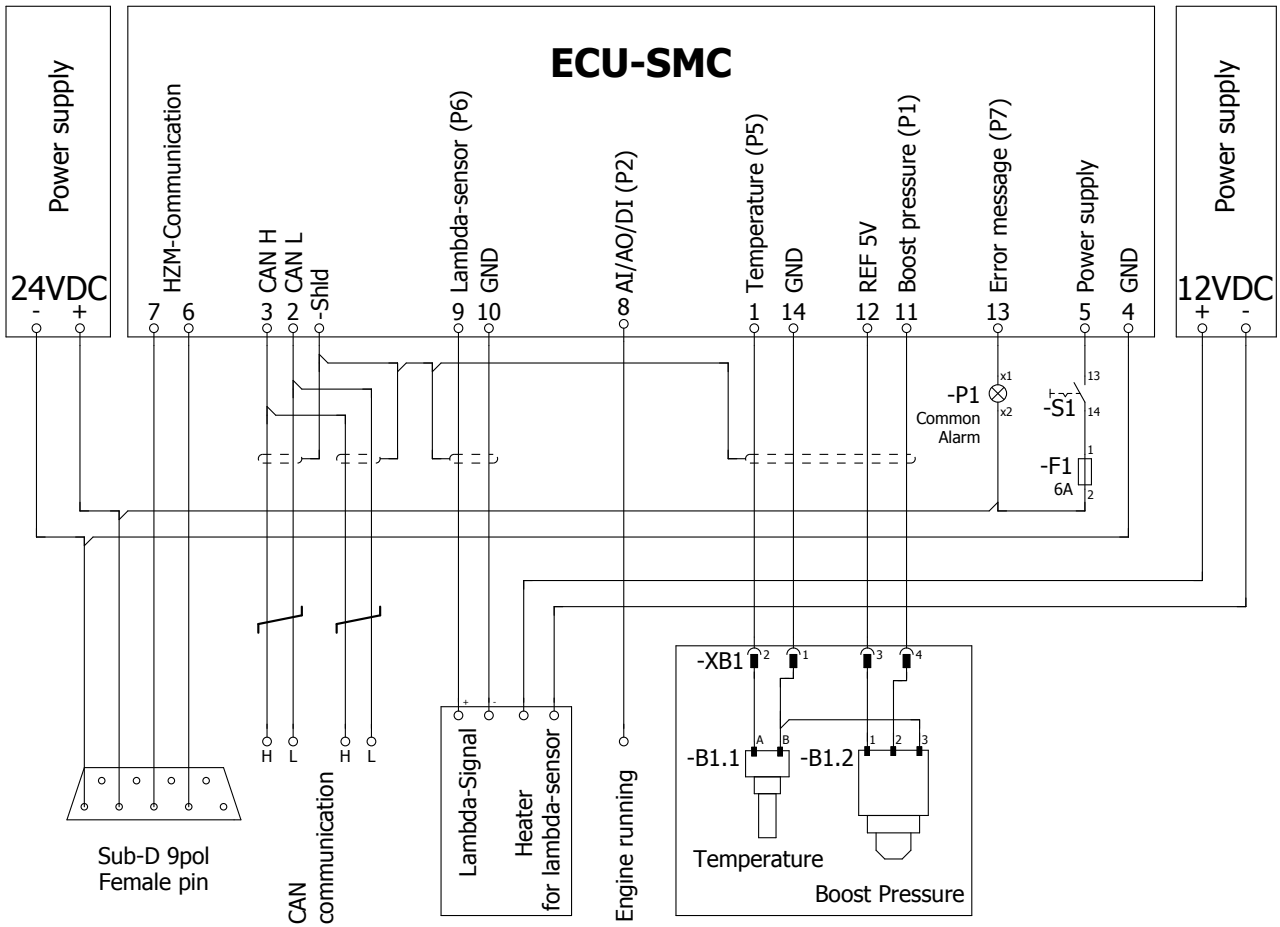 ECU-SMC
Power supply
24VDC
- +
HZM-Communication
7 6
CAN H
CAN L
-Shld
3 2
Lambda-sensor (P6)
GND
9 10
AI/AO/DI (P2)
8
Temperature (P5)
GND
1 14
REF 5V
Boost pressure (P1)
12 11
Error message (P7)
13
Power supply
GND
5 4
Power supply
12VDC
+ -
-P1
x1
x2
Common
Alarm
-S1
13
14
-F1
6A
1
2
-XB1
2 1 3 4
+ -
A B
1 2 3
-B1.1
-B1.2
Temperature
Boost Pressure
H L H L
CAN
communication
Lambda-Signal
Heater
for lambda-sensor
Engine running
Sub-D 9pol
Female pin